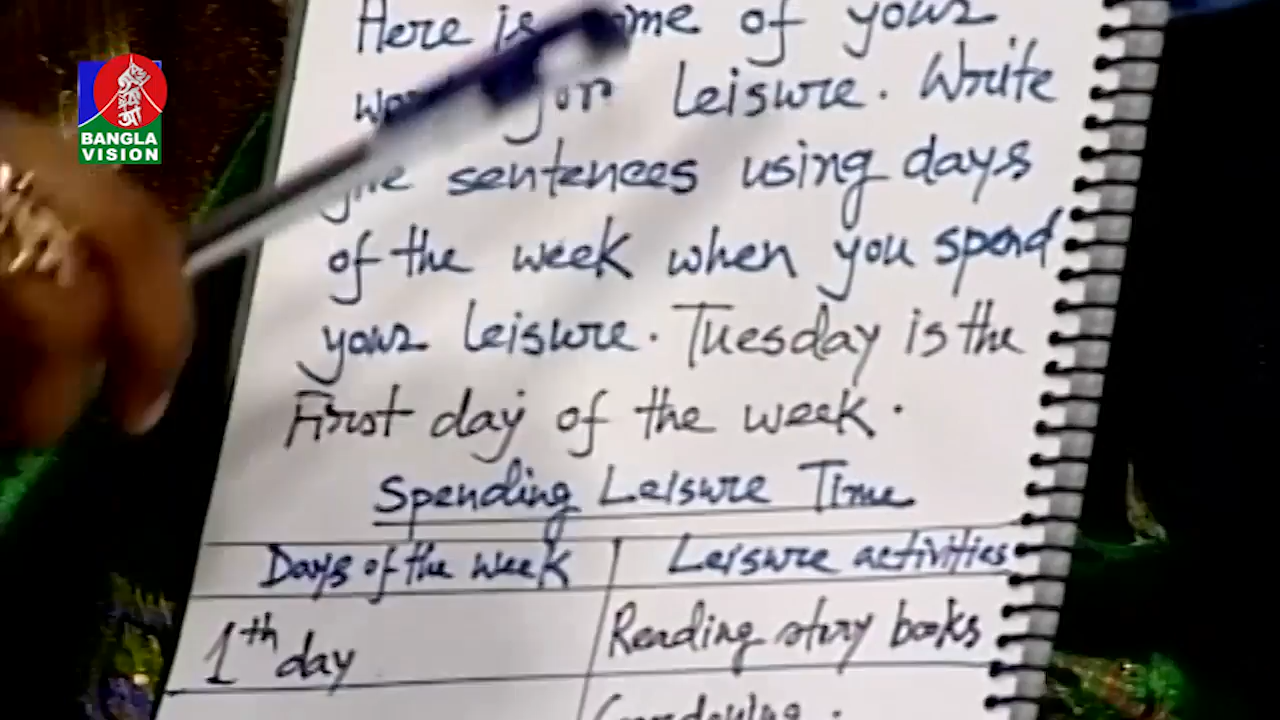 BANGLA
VISION
Here is some of your
for Leisure. Write
sentences using days
of the week when you spend
your leisure. Tuesday is the
First day of the week.
Spending Leisure Time
Days of the week Leisure activities
1th day Reading story books
Gardening.